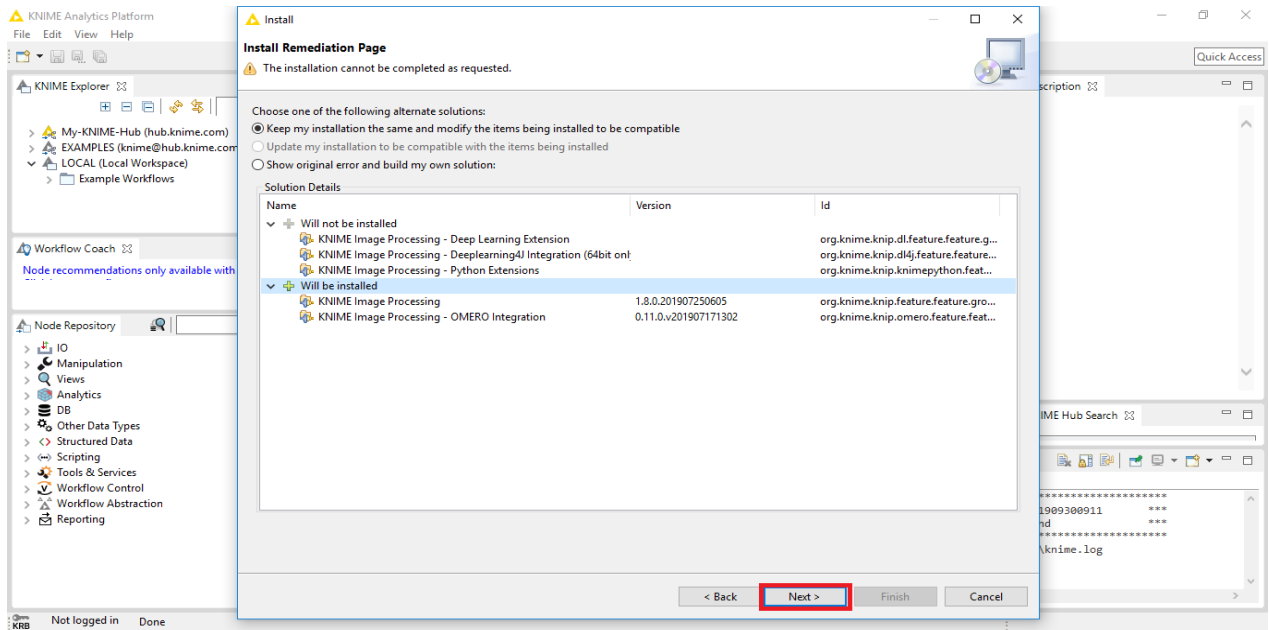 KNIME Analytics Platform
File Edit View Help
Quick Access
KNIME Explorer
My-KNIME-Hub (hub.knime.com)
EXAMPLES (knime@hub.knime.com
LOCAL (Local Workspace)
Example Workflows
Workflow Coach
Node recommendations only available with
Node Repository
IO
Manipulation
Views
Analytics
DB
Other Data Types
Structured Data
Scripting
Tools & Services
Workflow Control
Workflow Abstraction
Reporting
Install
Install Remediation Page
The installation cannot be completed as requested.
Choose one of the following alternate solutions:
Keep my installation the same and modify the items being installed to be compatible
Update my installation to be compatible with the items being installed
Show original error and build my own solution:
Solution Details
Name Version Id
Will not be installed
KNIME Image Processing - Deep Learning Extension org.knime.knip.dl.feature.feature.g...
KNIME Image Processing - Deeplearning4J Integration (64bit onl org.knime.knip.dl4j.feature.feature...
KNIME Image Processing - Python Extensions org.knime.knip.knimepython.feat...
Will be installed
KNIME Image Processing 1.8.0.201907250605 org.knime.knip.feature.feature.gro...
KNIME Image Processing - OMERO Integration 0.11.0.v201907171302 org.knime.knip.omero.feature.feat...
< Back Next > Finish Cancel
scription
IME Hub Search
*********************
1909300911 ***
nd ***
*********************
\knime.log
KRB Not logged in Done